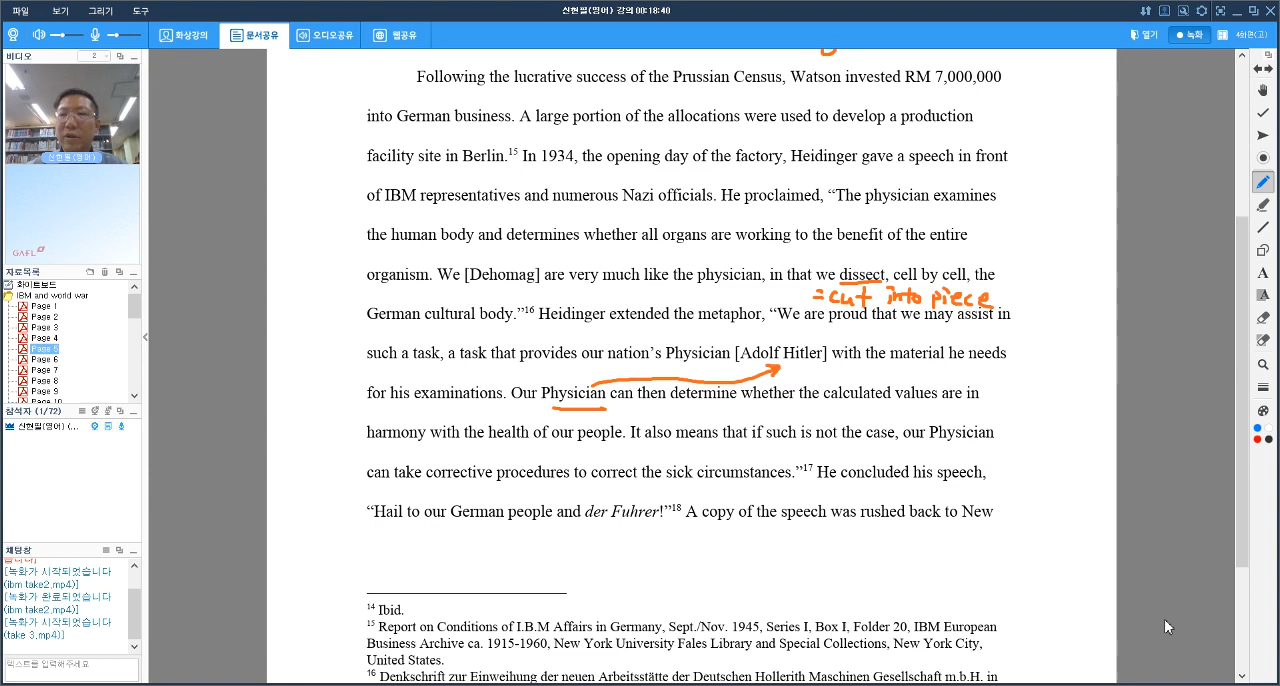 파일 보기 그리기 도구 신현필(영어) 강의 00:18:40
화상강의 문서공유 오디오공유 웹공유 열기 녹화 4화면(고)
비디오 2
신현필(영어)
GAFL
자료목록
화이트보드
IBM and world war
Page 1
Page 2
Page 3
Page 4
Page 5
Page 6
Page 7
Page 8
Page 9
Page 10
참석자 (1/72)
신현필(영어) (...
채팅창
습니다]
[녹화가 시작되었습니다
(ibm take2.mp4)]
[녹화가 완료되었습니다
(ibm take2.mp4)]
[녹화가 시작되었습니다
(take 3.mp4)]
텍스트를 입력해주세요
Following the lucrative success of the Prussian Census, Watson invested RM 7,000,000
into German business. A large portion of the allocations were used to develop a production
facility site in Berlin.15 In 1934, the opening day of the factory, Heidinger gave a speech in front
of IBM representatives and numerous Nazi officials. He proclaimed, “The physician examines
the human body and determines whether all organs are working to the benefit of the entire
organism. We [Dehomag] are very much like the physician, in that we dissect, cell by cell, the
=cut into piece
German cultural body.”16 Heidinger extended the metaphor, “We are proud that we may assist in
such a task, a task that provides our nation’s Physician [Adolf Hitler] with the material he needs
for his examinations. Our Physician can then determine whether the calculated values are in
harmony with the health of our people. It also means that if such is not the case, our Physician
can take corrective procedures to correct the sick circumstances.”17 He concluded his speech,
“Hail to our German people and der Fuhrer!”18 A copy of the speech was rushed back to New
14 Ibid.
15 Report on Conditions of I.B.M Affairs in Germany, Sept./Nov. 1945, Series I, Box I, Folder 20, IBM European
Business Archive ca. 1915-1960, New York University Fales Library and Special Collections, New York City,
United States.
16 Denkschrift zur Einweihung der neuen Arbeitsstätte der Deutschen Hollerith Maschinen Gesellschaft m.b.H. in
A
A